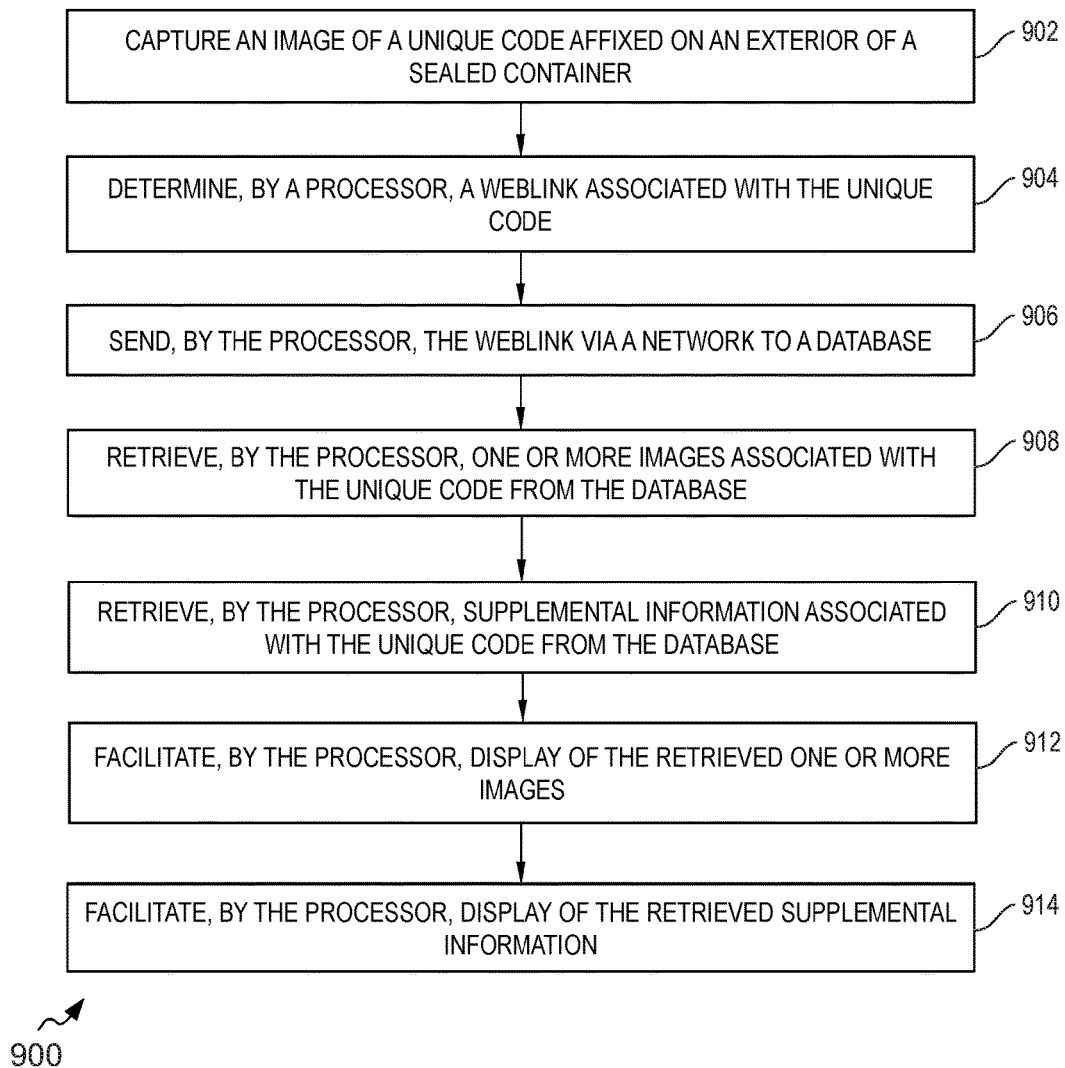 CAPTURE AN IMAGE OF A UNIQUE CODE AFFIXED ON AN EXTERIOR OF A
SEALED CONTAINER
902
DETERMINE, BY A PROCESSOR, A WEBLINK ASSOCIATED WITH THE UNIQUE
CODE
904
SEND, BY THE PROCESSOR, THE WEBLINK VIA A NETWORK TO A DATABASE
906
RETRIEVE, BY THE PROCESSOR, ONE OR MORE IMAGES ASSOCIATED WITH
THE UNIQUE CODE FROM THE DATABASE
908
RETRIEVE, BY THE PROCESSOR, SUPPLEMENTAL INFORMATION ASSOCIATED
WITH THE UNIQUE CODE FROM THE DATABASE
910
FACILITATE, BY THE PROCESSOR, DISPLAY OF THE RETRIEVED ONE OR MORE
IMAGES
912
FACILITATE, BY THE PROCESSOR, DISPLAY OF THE RETRIEVED SUPPLEMENTAL
INFORMATION
914
900